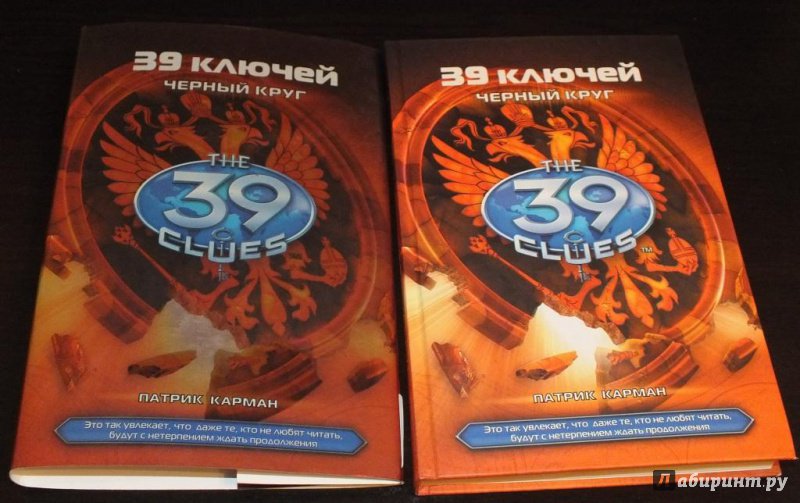 39 ключей
ЧЕРНЫЙ КРУГ
THE
39
CLUES
ПАТРИК КАРМАН
Это так увлекает, что даже те, кто не любят читать,
будут с нетерпением ждать продолжения
39 ключей
ЧЕРНЫЙ КРУГ
THE
39
CLUES™
ПАТРИК КАРМАН
Это так увлекает, что даже те, кто не любят читать,
будут с нетерпением ждать продолжения
Лабиринт.ру